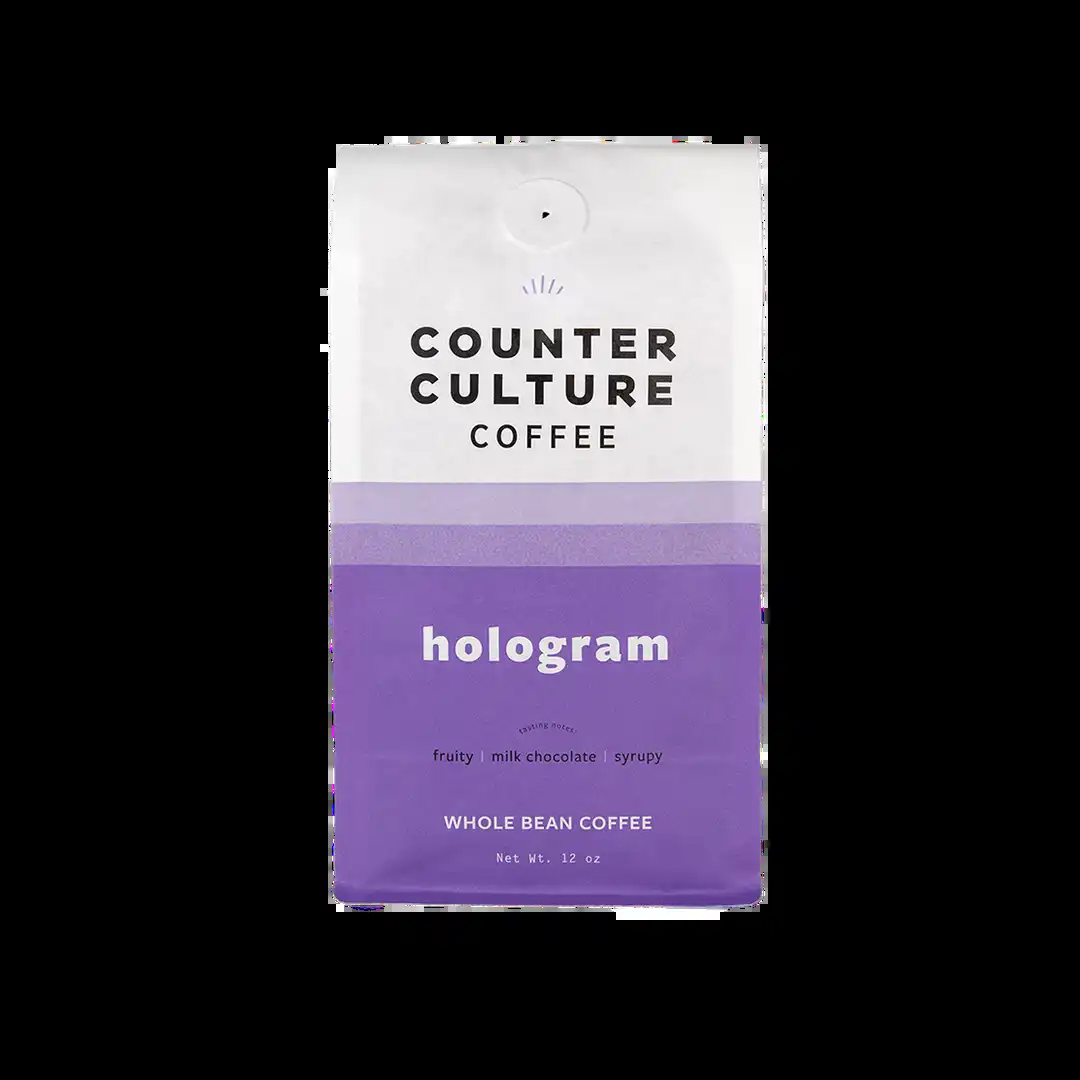 COUNTER
CULTURE
COFFEE
hologram
tasting notes:
fruity | milk chocolate | syrupy
WHOLE BEAN COFFEE
Net Wt. 12 oz